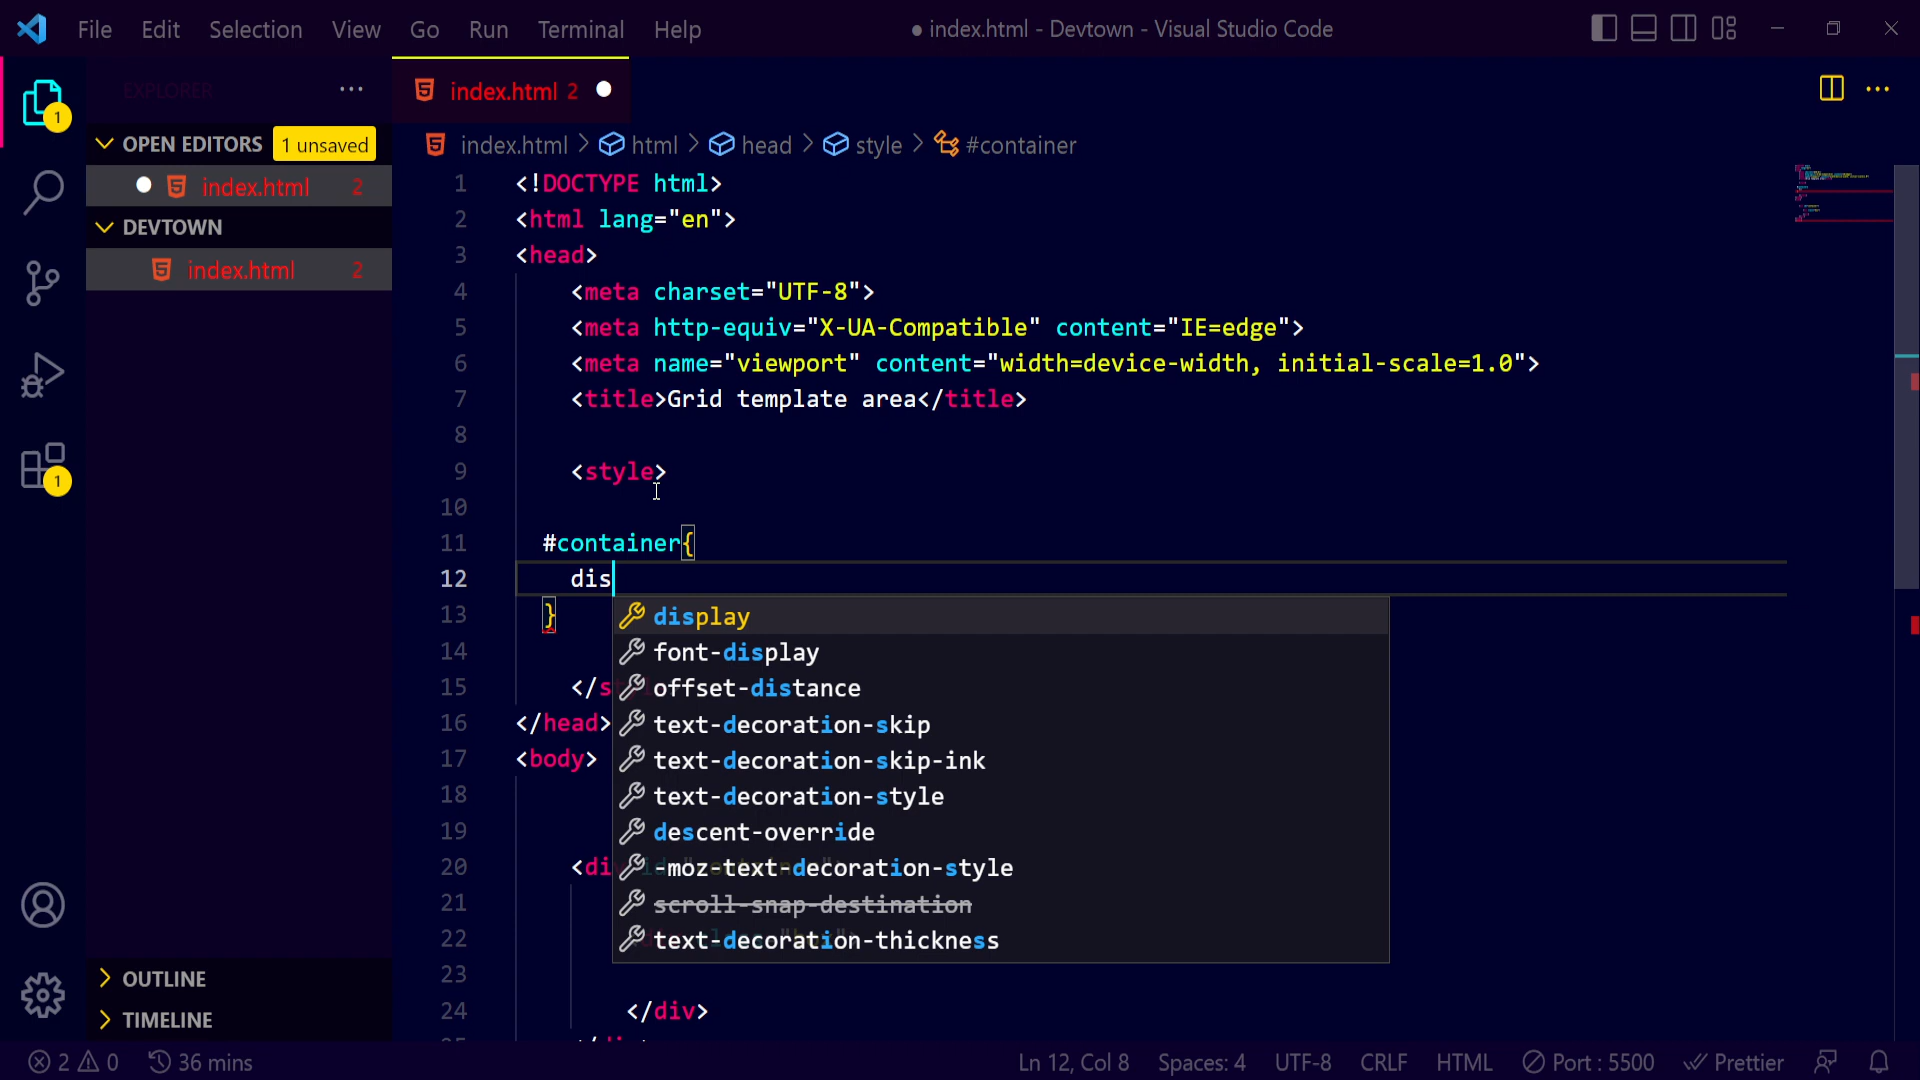 File Edit Selection View Go Run Terminal Help
● index.html - Devtown - Visual Studio Code
EXPLORER ···
index.html 2
1
OPEN EDITORS 1 unsaved
index.html > html > head > style > #container
index.html 2
DEVTOWN
index.html 2
1 <!DOCTYPE html>
2 <html lang="en">
3 <head>
4 <meta charset="UTF-8">
5 <meta http-equiv="X-UA-Compatible" content="IE=edge">
6 <meta name="viewport" content="width=device-width, initial-scale=1.0">
7 <title>Grid template area</title>
8
9 <style>
1
10
11 #container{
12 dis
13 }
display
14
font-display
15 </s
offset-distance
16 </head>
text-decoration-skip
17 <body>
text-decoration-skip-ink
18
text-decoration-style
19
descent-override
20 <di
-moz-text-decoration-style
21
scroll-snap-destination
22
text-decoration-thickness
23
24 </div>
OUTLINE
TIMELINE
2 0 36 mins Ln 12, Col 8 Spaces: 4 UTF-8 CRLF HTML Port : 5500 Prettier